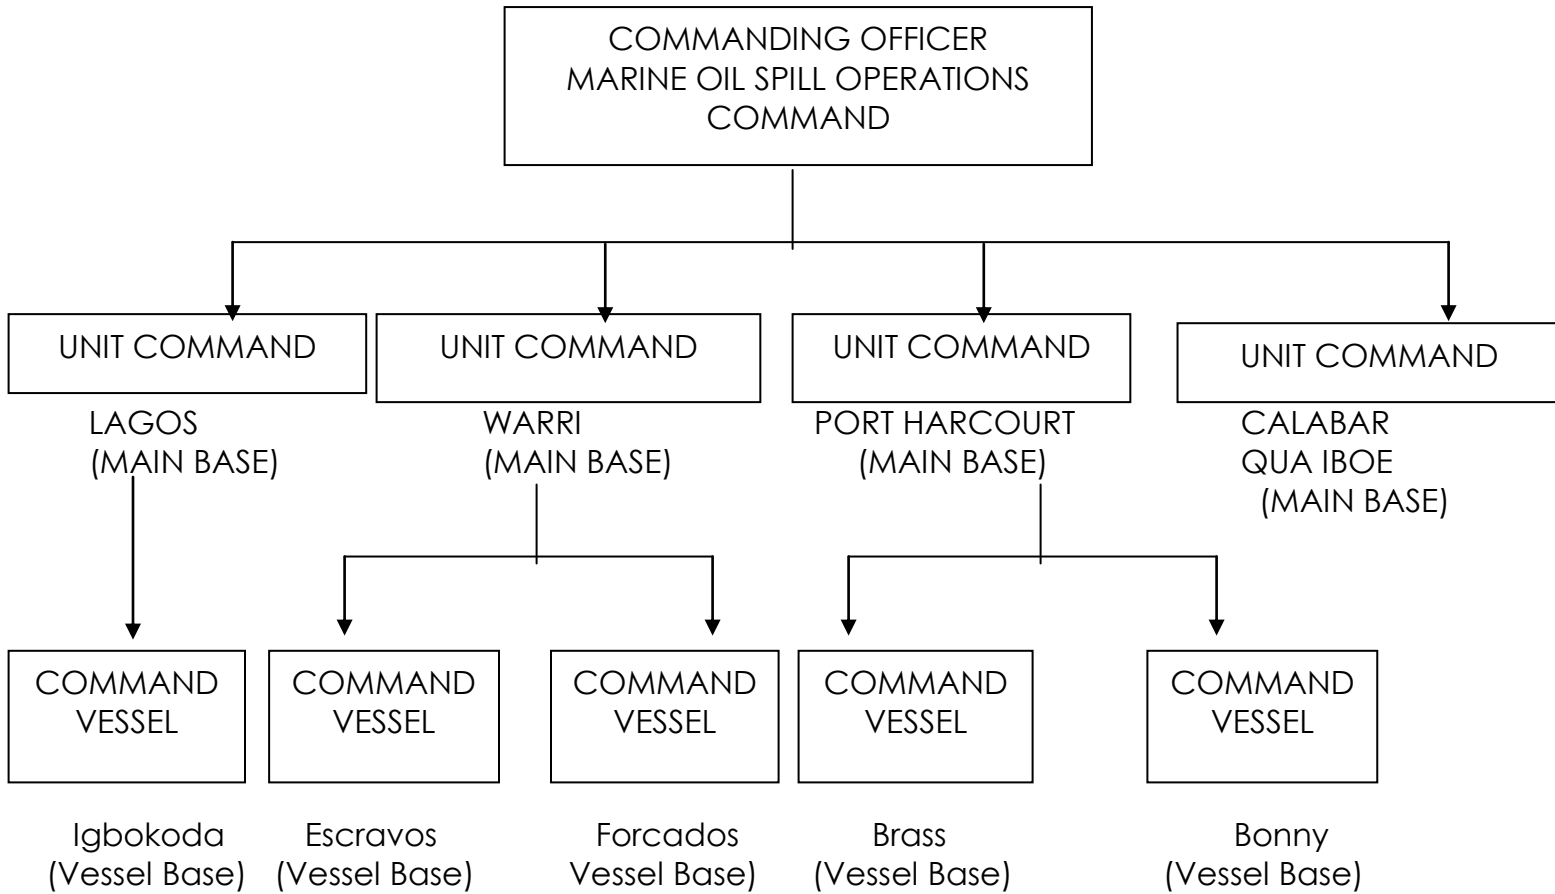 COMMANDING OFFICER
MARINE OIL SPILL OPERATIONS
COMMAND
UNIT COMMAND
UNIT COMMAND
UNIT COMMAND
UNIT COMMAND
LAGOS
(MAIN BASE)
WARRI
(MAIN BASE)
PORT HARCOURT
(MAIN BASE)
CALABAR
QUA IBOE
(MAIN BASE)
COMMAND
VESSEL
COMMAND
VESSEL
COMMAND
VESSEL
COMMAND
VESSEL
COMMAND
VESSEL
Igbokoda
(Vessel Base)
Escravos
(Vessel Base)
Forcados
Vessel Base)
Brass
(Vessel Base)
Bonny
(Vessel Base)